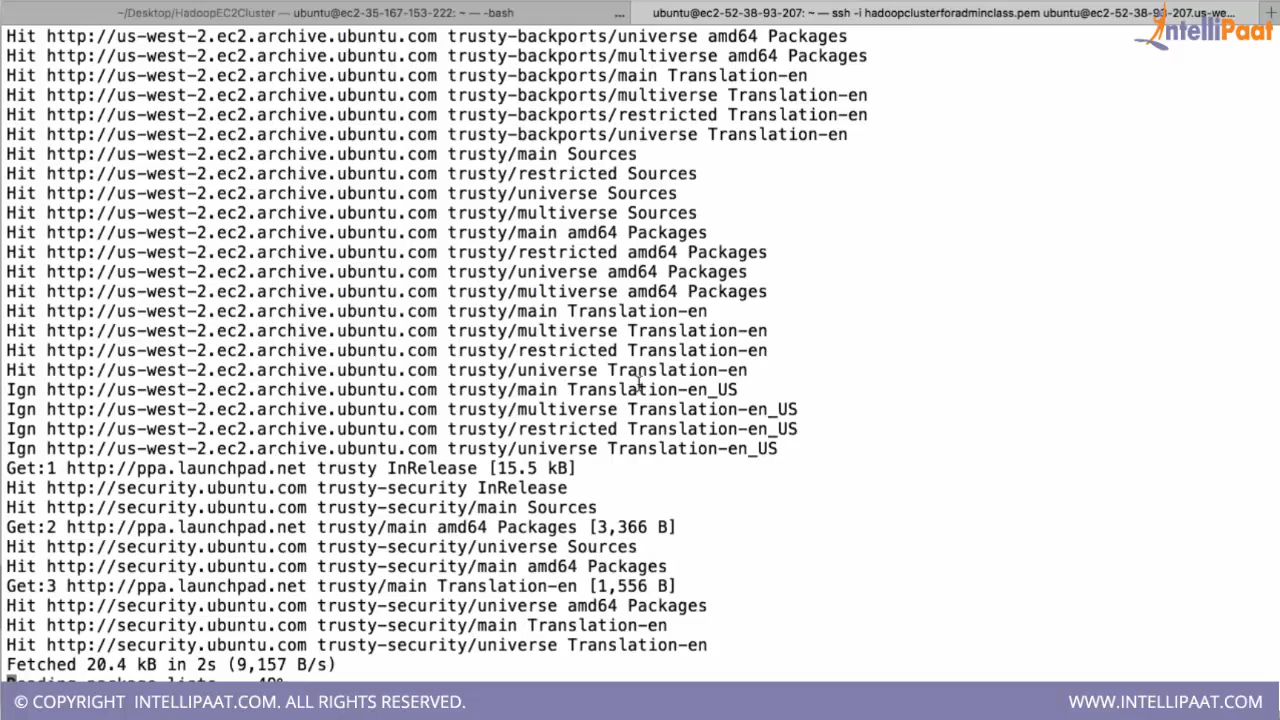 ~/Desktop/HadoopEC2Cluster — ubuntu@ec2-35-167-153-222: ~ — -bash ...
ubuntu@ec2-52-38-93-207: ~ — ssh -i hadoopclusterforadminclass.pem ubuntu@ec2-52-38-93-207.us-we... +
IntelliPaat
Hit http://us-west-2.ec2.archive.ubuntu.com trusty-backports/universe amd64 Packages
Hit http://us-west-2.ec2.archive.ubuntu.com trusty-backports/multiverse amd64 Packages
Hit http://us-west-2.ec2.archive.ubuntu.com trusty-backports/main Translation-en
Hit http://us-west-2.ec2.archive.ubuntu.com trusty-backports/multiverse Translation-en
Hit http://us-west-2.ec2.archive.ubuntu.com trusty-backports/restricted Translation-en
Hit http://us-west-2.ec2.archive.ubuntu.com trusty-backports/universe Translation-en
Hit http://us-west-2.ec2.archive.ubuntu.com trusty/main Sources
Hit http://us-west-2.ec2.archive.ubuntu.com trusty/restricted Sources
Hit http://us-west-2.ec2.archive.ubuntu.com trusty/universe Sources
Hit http://us-west-2.ec2.archive.ubuntu.com trusty/multiverse Sources
Hit http://us-west-2.ec2.archive.ubuntu.com trusty/main amd64 Packages
Hit http://us-west-2.ec2.archive.ubuntu.com trusty/restricted amd64 Packages
Hit http://us-west-2.ec2.archive.ubuntu.com trusty/universe amd64 Packages
Hit http://us-west-2.ec2.archive.ubuntu.com trusty/multiverse amd64 Packages
Hit http://us-west-2.ec2.archive.ubuntu.com trusty/main Translation-en
Hit http://us-west-2.ec2.archive.ubuntu.com trusty/multiverse Translation-en
Hit http://us-west-2.ec2.archive.ubuntu.com trusty/restricted Translation-en
Hit http://us-west-2.ec2.archive.ubuntu.com trusty/universe Translation-en
Ign http://us-west-2.ec2.archive.ubuntu.com trusty/main Translation-en_US
Ign http://us-west-2.ec2.archive.ubuntu.com trusty/multiverse Translation-en_US
Ign http://us-west-2.ec2.archive.ubuntu.com trusty/restricted Translation-en_US
Ign http://us-west-2.ec2.archive.ubuntu.com trusty/universe Translation-en_US
Get:1 http://ppa.launchpad.net trusty InRelease [15.5 kB]
Hit http://security.ubuntu.com trusty-security InRelease
Hit http://security.ubuntu.com trusty-security/main Sources
Get:2 http://ppa.launchpad.net trusty/main amd64 Packages [3,366 B]
Hit http://security.ubuntu.com trusty-security/universe Sources
Hit http://security.ubuntu.com trusty-security/main amd64 Packages
Get:3 http://ppa.launchpad.net trusty/main Translation-en [1,556 B]
Hit http://security.ubuntu.com trusty-security/universe amd64 Packages
Hit http://security.ubuntu.com trusty-security/main Translation-en
Hit http://security.ubuntu.com trusty-security/universe Translation-en
Fetched 20.4 kB in 2s (9,157 B/s)
© COPYRIGHT INTELLIPAAT.COM. ALL RIGHTS RESERVED.
WWW.INTELLIPAAT.COM